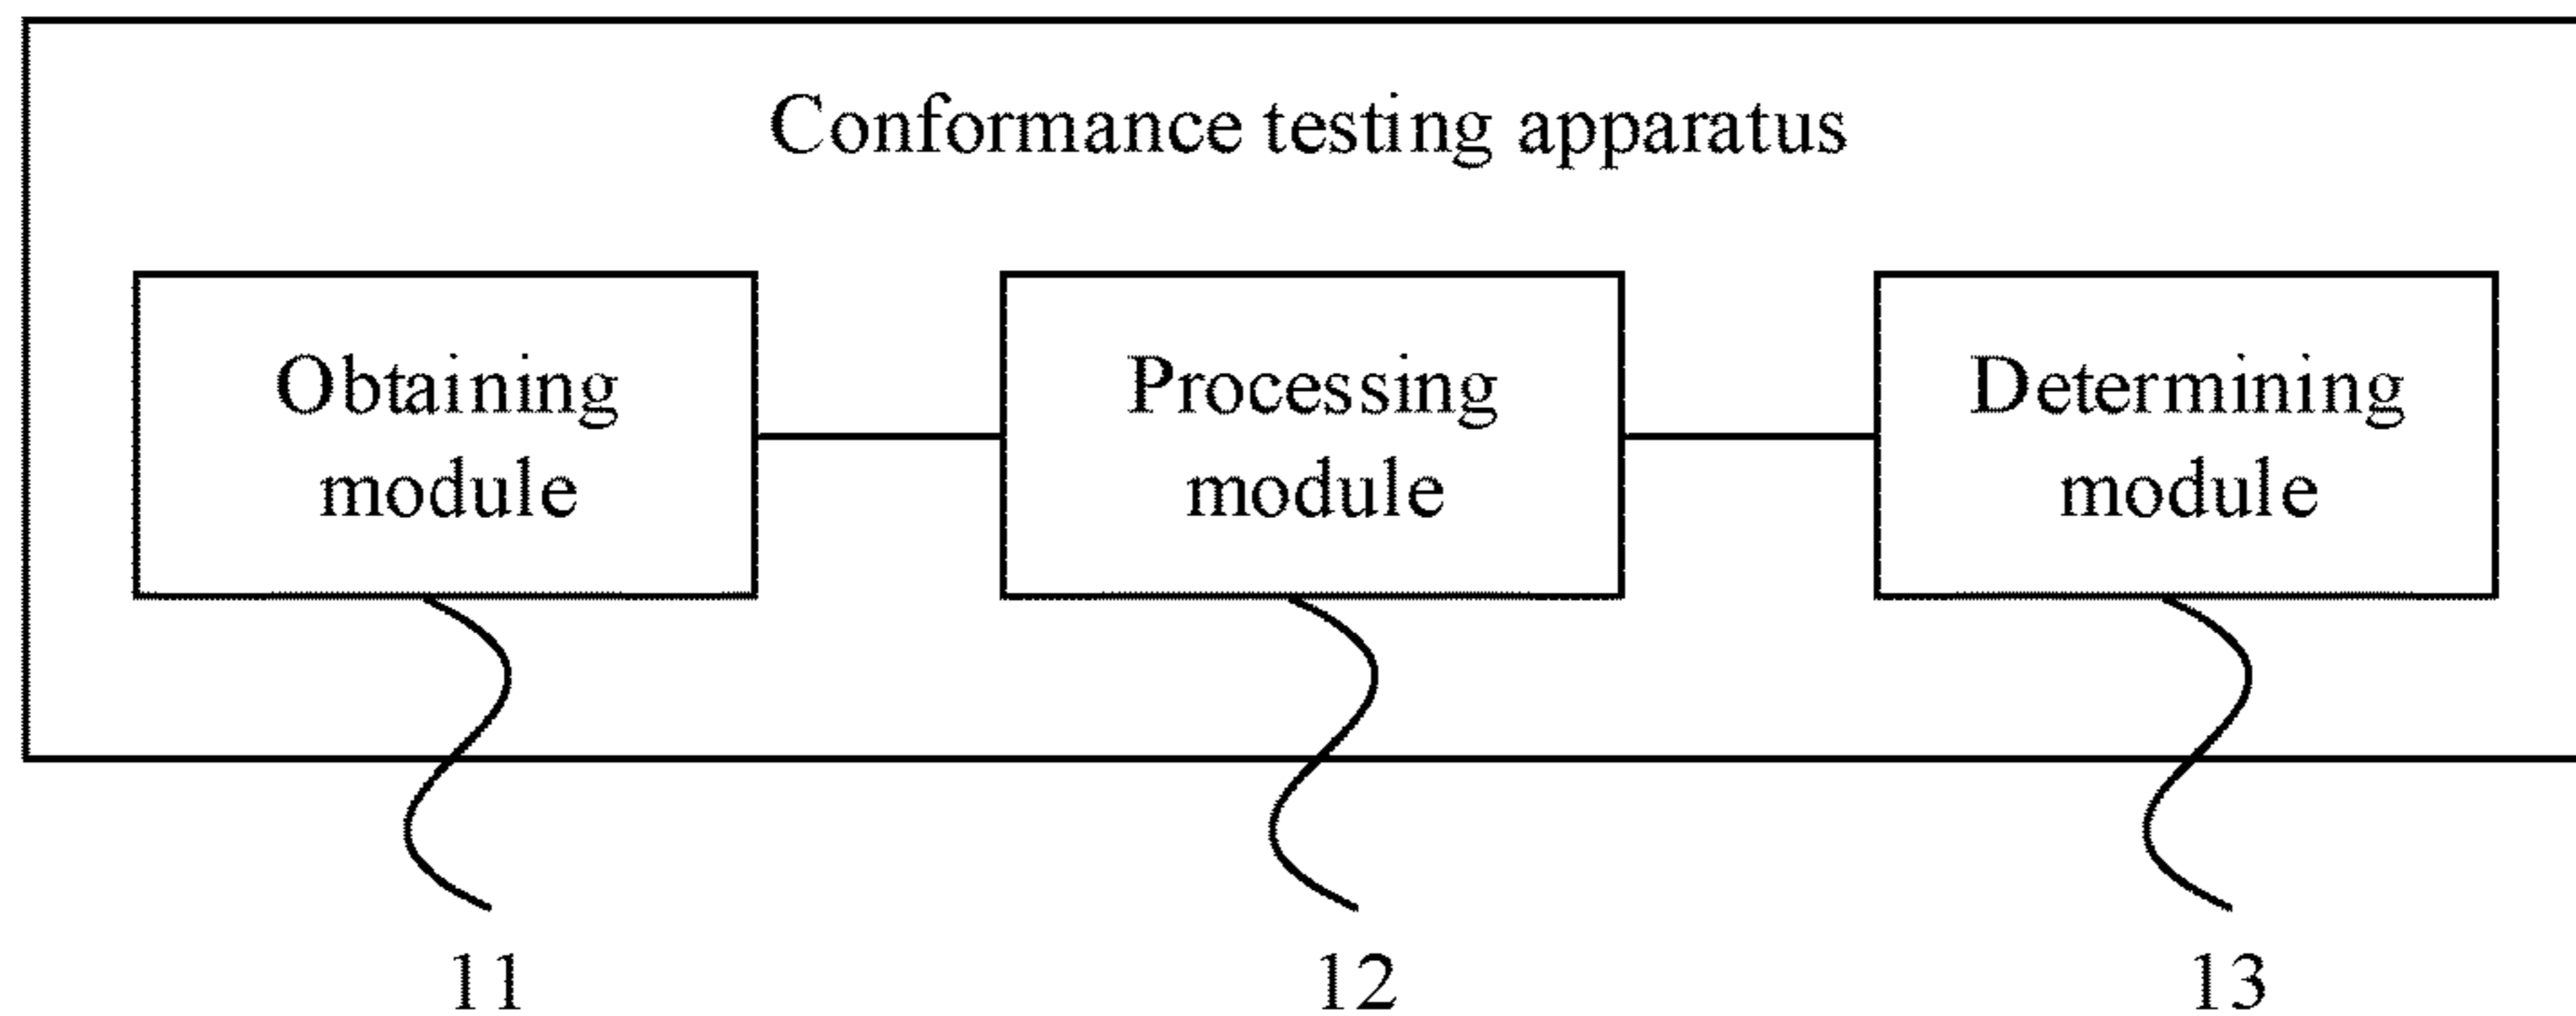 Conformance testing apparatus
Obtaining
module
Processing
module
Determining
module
11
12
13